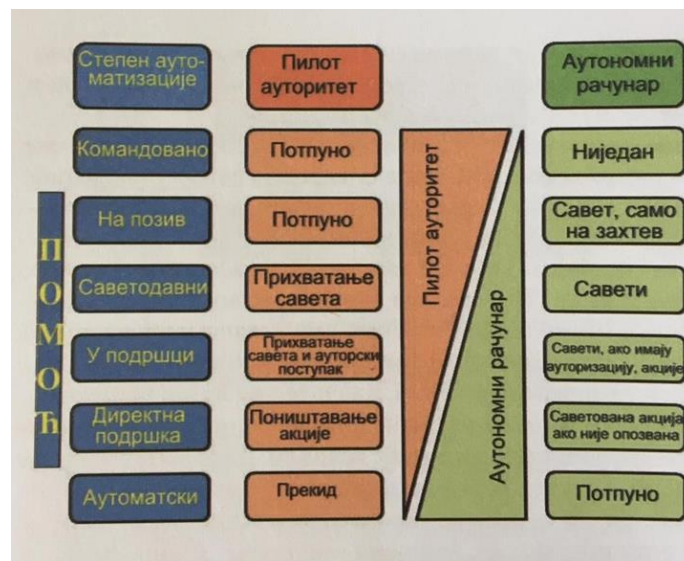 Степен ауто-
матизације
Пилот
ауторитет
Аутономни
рачунар
Командовано
Потпуно
Ниједан
На позив
Потпуно
Савет, само
на захтев
Саветодавни
Прихватање
савета
Савети
У подршци
Прихватање
савета и ауторски
поступак
Савети, ако имају
ауторизацију, акције
Директна
подршка
Поништавање
акције
Саветована акција
ако није опозвана
Аутоматски
Прекид
Потпуно
ПОМОЋ
Пилот ауторитет
Аутономни рачунар